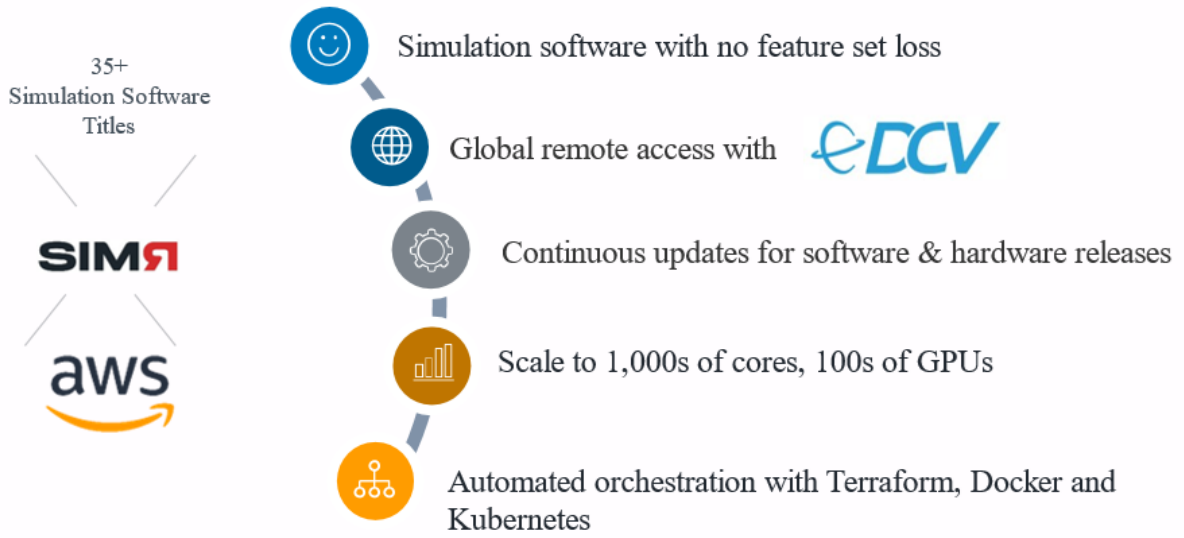 35+
Simulation Software
Titles
SIMЯ
aws
Simulation software with no feature set loss
Global remote access with
DCV
Continuous updates for software & hardware releases
Scale to 1,000s of cores, 100s of GPUs
Automated orchestration with Terraform, Docker and
Kubernetes